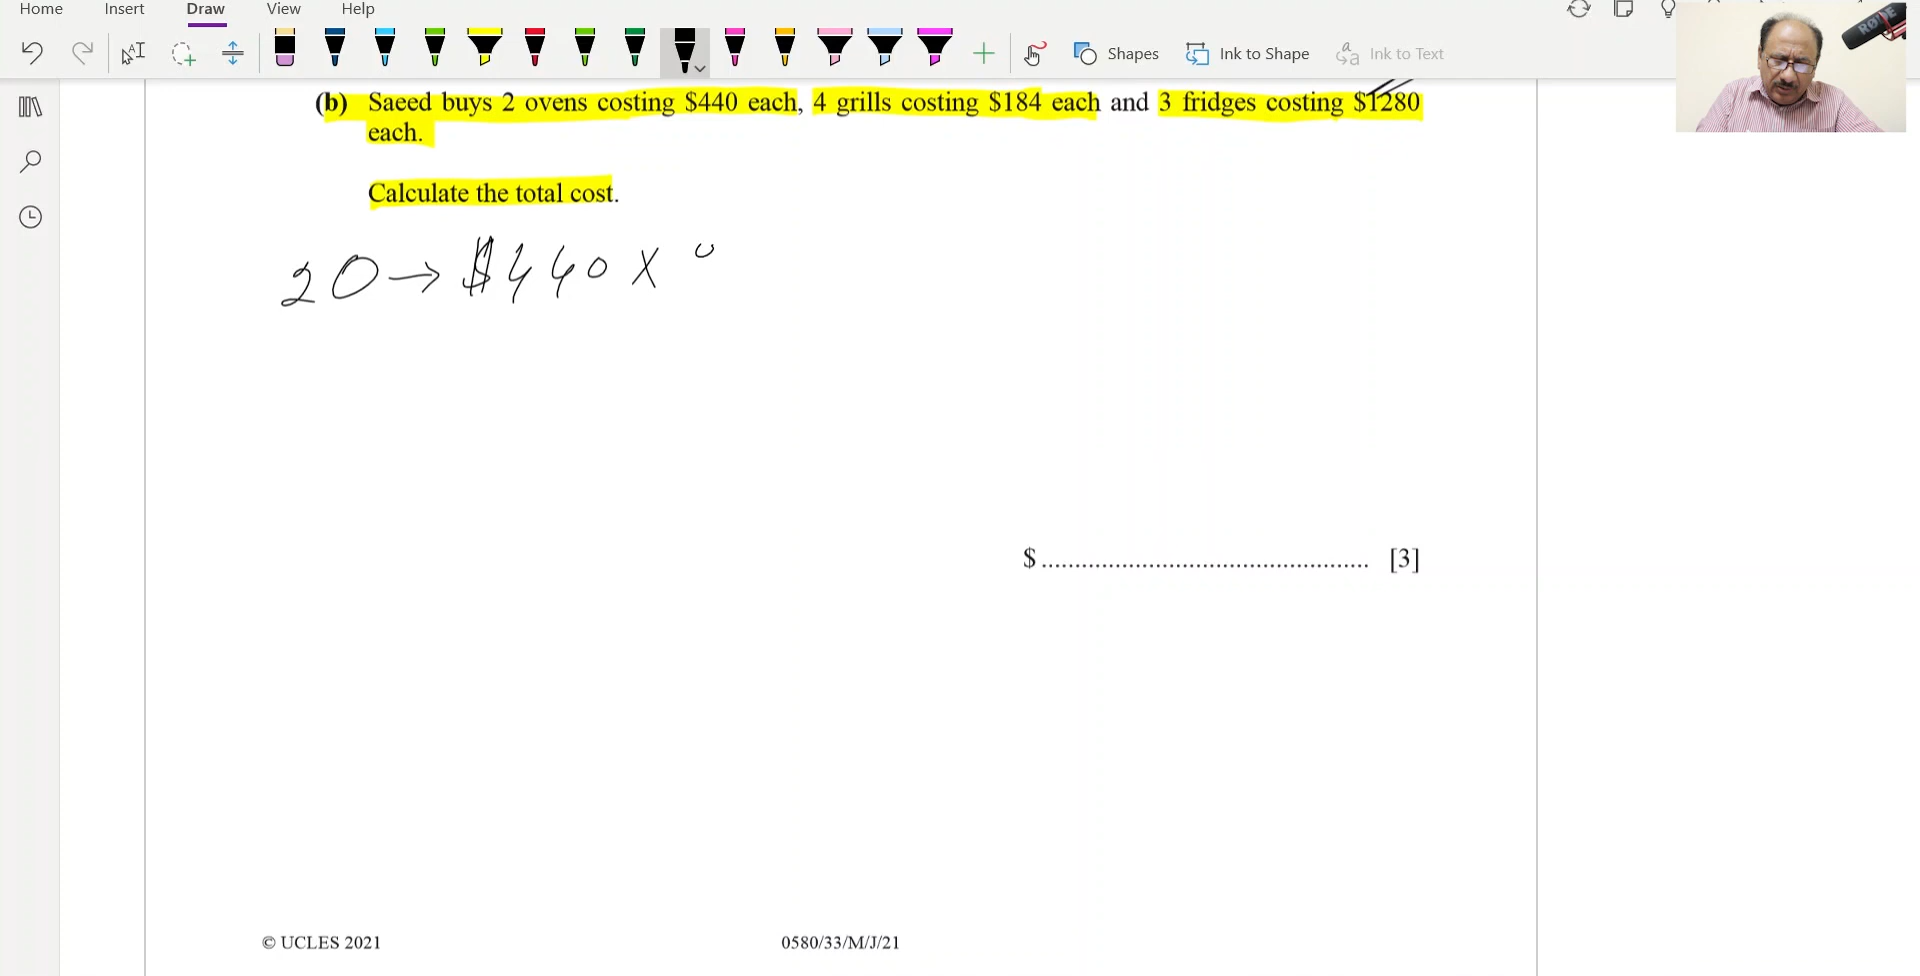 Home Insert Draw View Help
Shapes Ink to Shape Ink to Text
RØDE
(b) Saeed buys 2 ovens costing $440 each, 4 grills costing $184 each and 3 fridges costing $1280
each.
Calculate the total cost.
2O → $440 x
$ .................................................. [3]
© UCLES 2021 0580/33/M/J/21